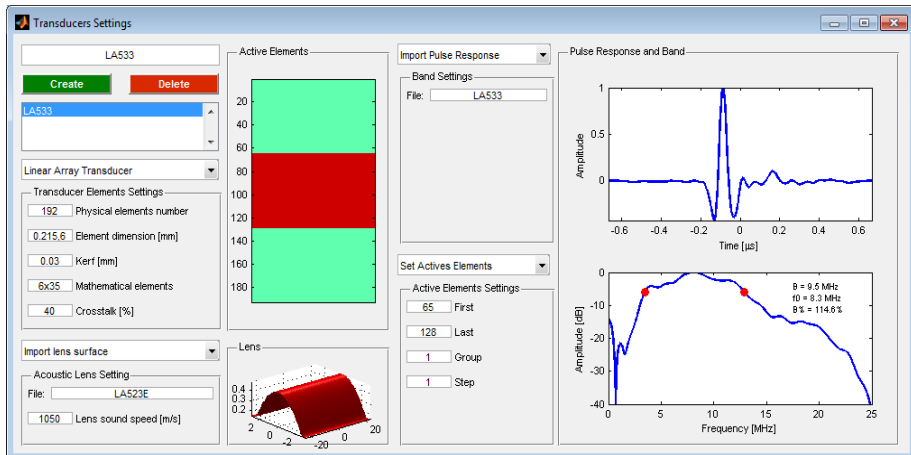 Transducers Settings
LA533
Create
Delete
LA533
Linear Array Transducer
Transducer Elements Settings
192 Physical elements number
0.215,6 Element dimension [mm]
0.03 Kerf [mm]
6x35 Mathematical elements
40 Crosstalk [%]
Import lens surface
Acoustic Lens Setting
File: LA523E
1050 Lens sound speed [m/s]
Active Elements
20
40
60
80
100
120
140
160
180
Lens
0.4
0.3
0.2
2 0 -2 -20 0 20
Import Pulse Response
Band Settings
File: LA533
Set Actives Elements
Active Elements Settings
65 First
128 Last
1 Group
1 Step
Pulse Response and Band
Amplitude
1
0.5
0
-0.6 -0.4 -0.2 0 0.2 0.4 0.6
Time [µs]
Amplitude [dB]
0
-10
-20
-30
-40
B = 9.5 MHz
f0 = 8.3 MHz
B% = 114.6%
0 5 10 15 20 25
Frequency [MHz]